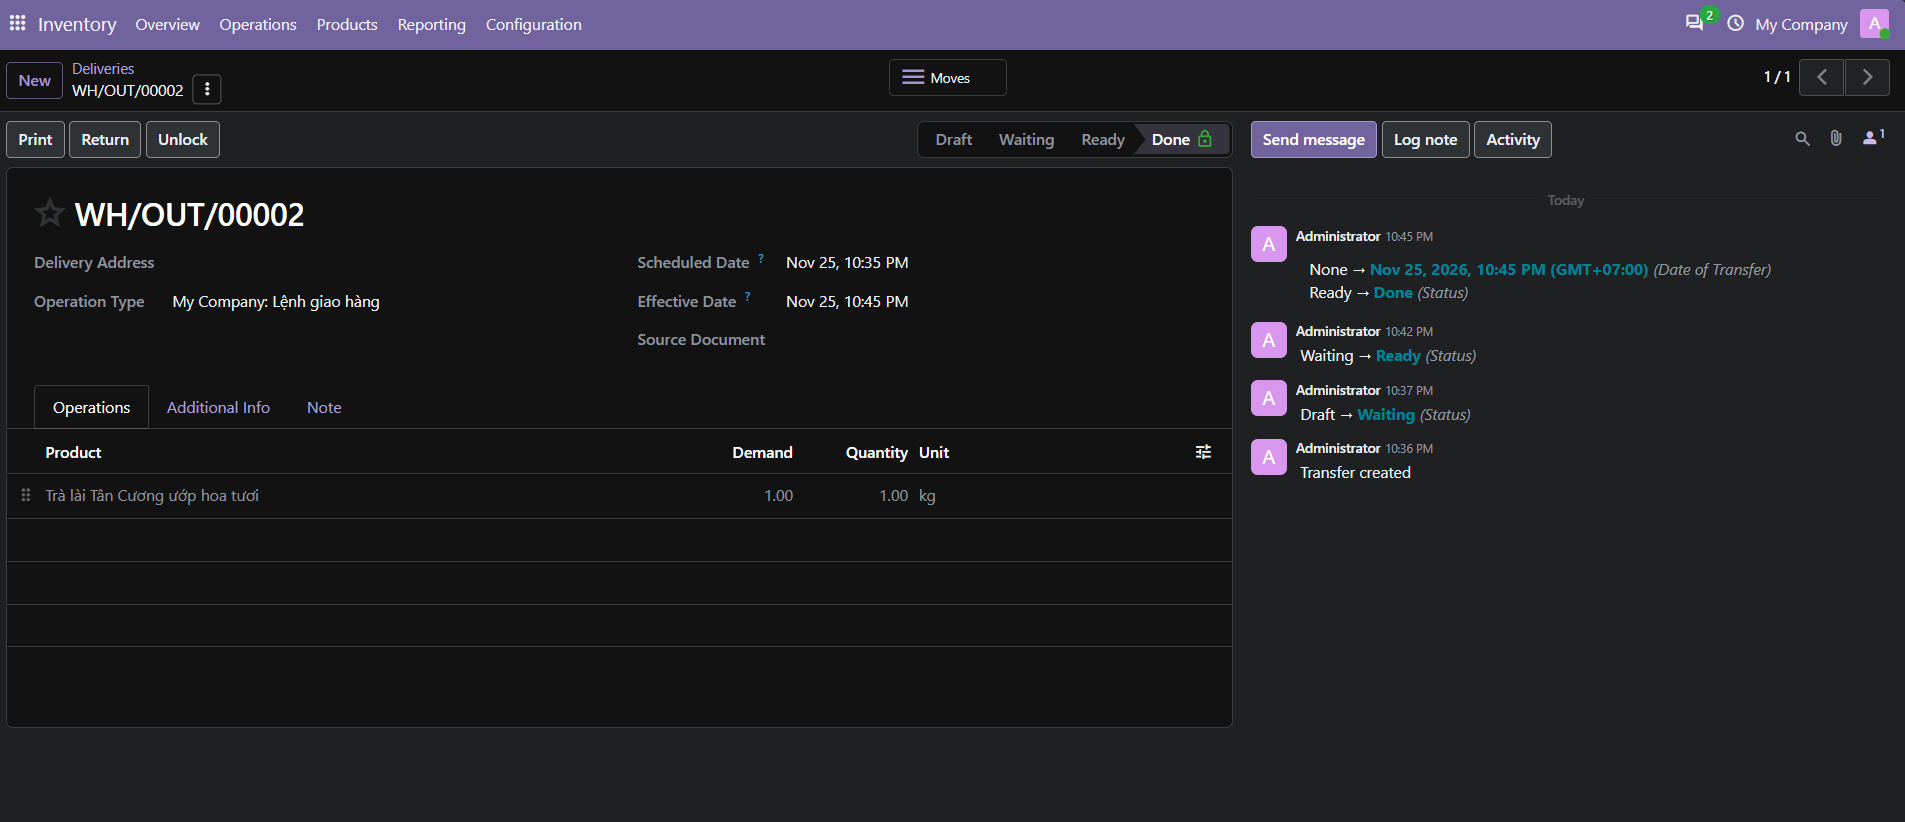 Inventory Overview Operations Products Reporting Configuration 2 My Company A
New Deliveries
WH/OUT/00002
Moves
1 / 1
Print Return Unlock
Draft Waiting Ready Done
Send message Log note Activity 1
WH/OUT/00002
Delivery Address
Operation Type My Company: Lệnh giao hàng
Scheduled Date ? Nov 25, 10:35 PM
Effective Date ? Nov 25, 10:45 PM
Source Document
Operations Additional Info Note
Product Demand Quantity Unit
Trà lài Tân Cương ướp hoa tươi 1.00 1.00 kg
Today
A Administrator 10:45 PM
None → Nov 25, 2026, 10:45 PM (GMT+07:00) (Date of Transfer)
Ready → Done (Status)
A Administrator 10:42 PM
Waiting → Ready (Status)
A Administrator 10:37 PM
Draft → Waiting (Status)
A Administrator 10:36 PM
Transfer created